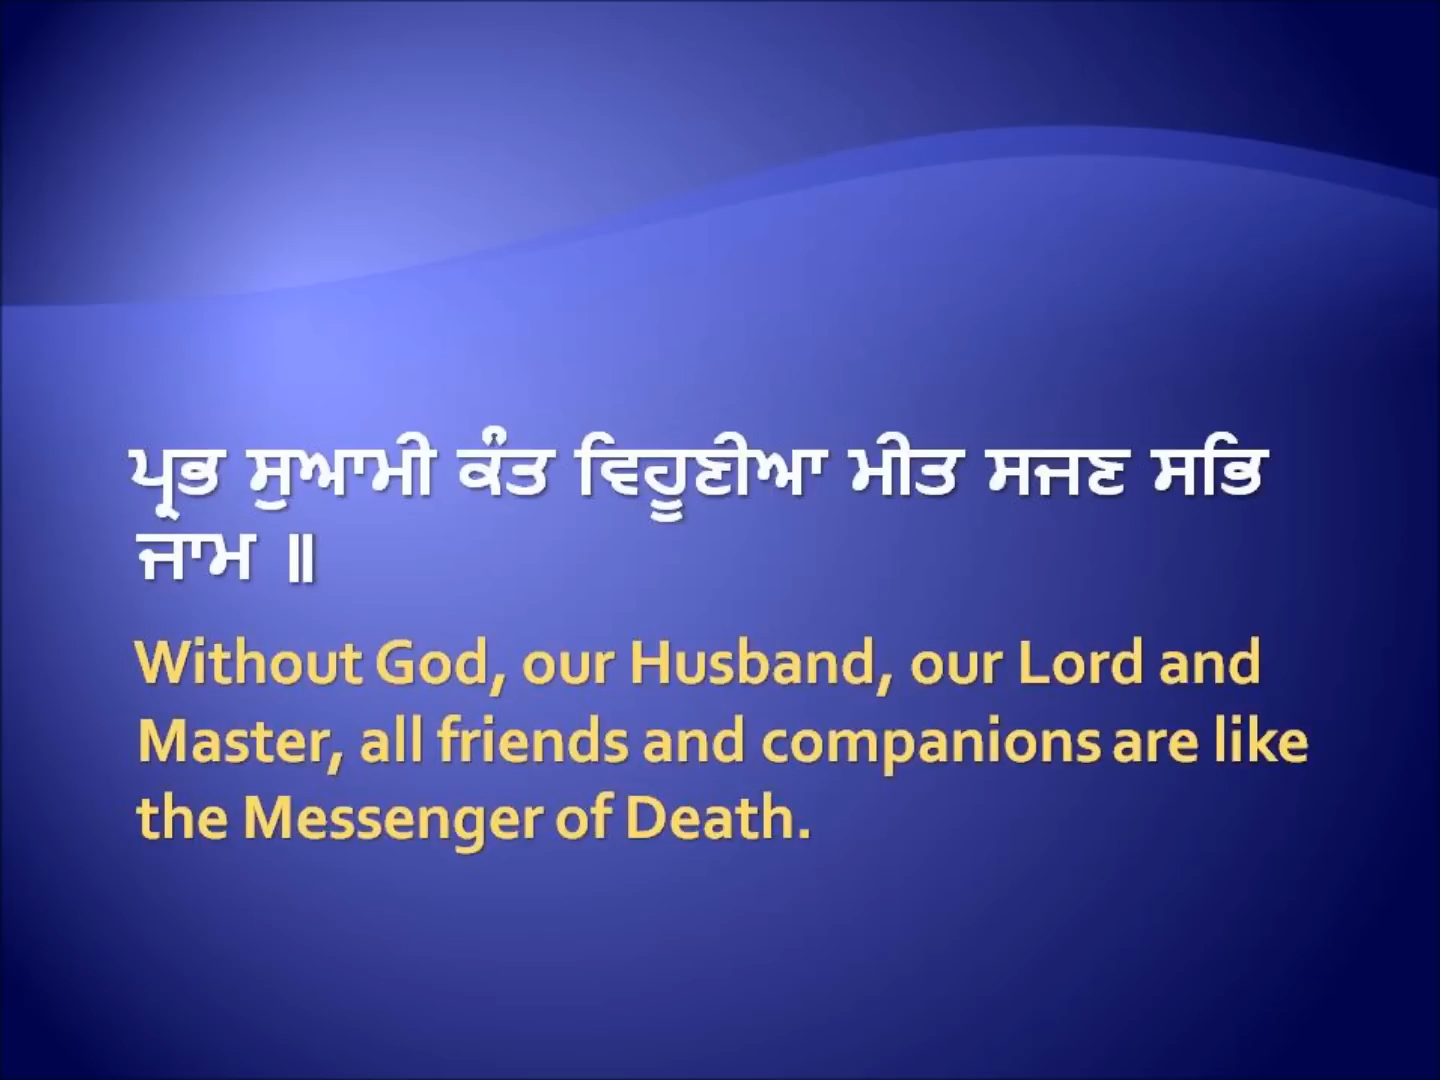 ਪ੍ਰਭ ਸੁਆਮੀ ਕੰਤ ਵਿਹੂਣੀਆ ਮੀਤ ਸਜਣ ਸਭਿ
ਜਾਮ ॥
Without God, our Husband, our Lord and
Master, all friends and companions are like
the Messenger of Death.